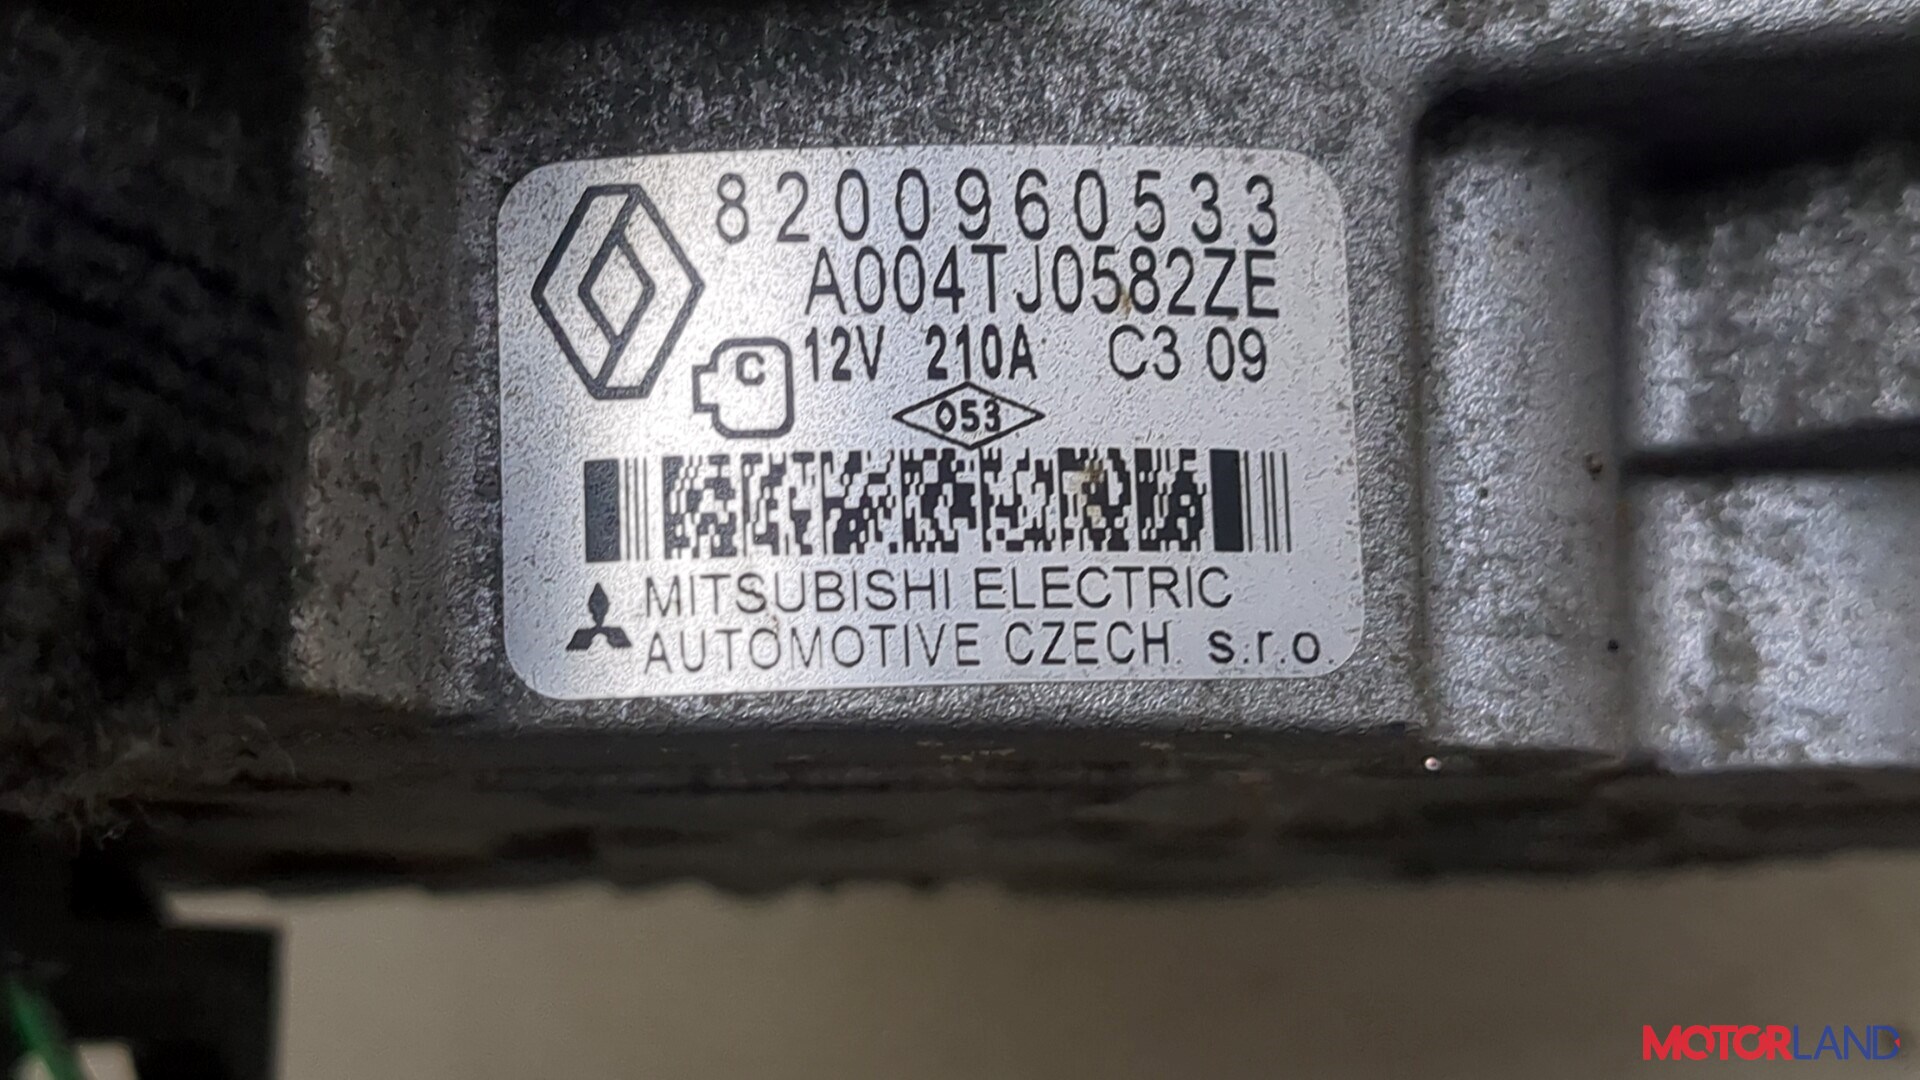 8200960533
A004TJ0582ZE
C 12V 210A C3 09
053
MITSUBISHI ELECTRIC
AUTOMOTIVE CZECH. s.r.o.
MOTORLAND